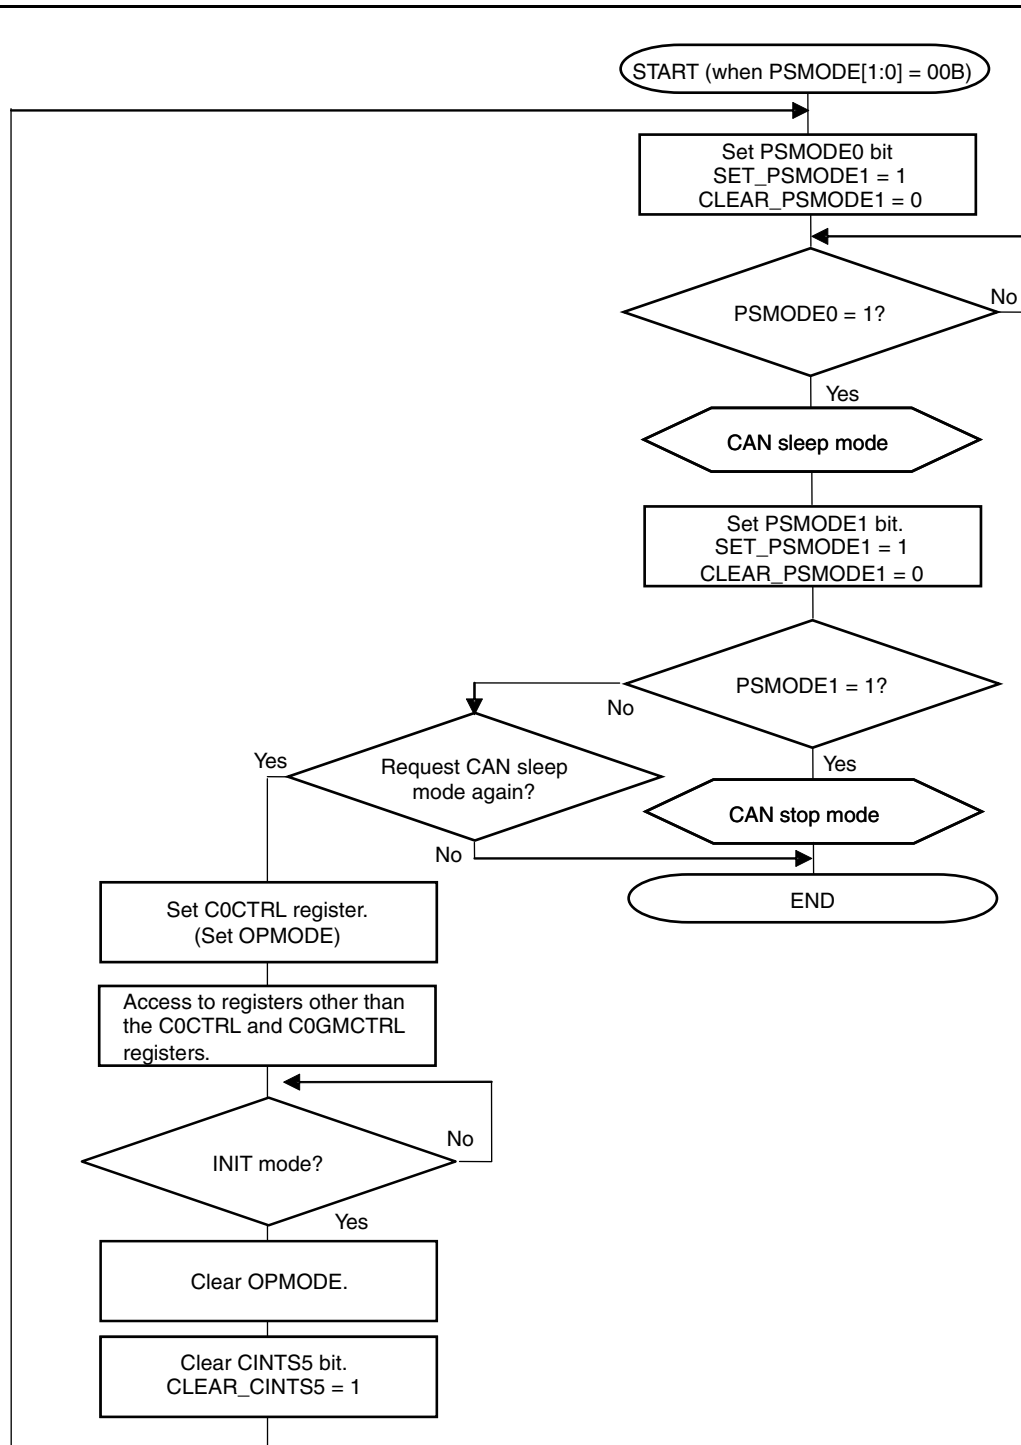 START (when PSMODE[1:0] = 00B)
Set PSMODE0 bit
SET_PSMODE1 = 1
CLEAR_PSMODE1 = 0
PSMODE0 = 1?
No
Yes
CAN sleep mode
Set PSMODE1 bit.
SET_PSMODE1 = 1
CLEAR_PSMODE1 = 0
PSMODE1 = 1?
No
Yes
CAN stop mode
Request CAN sleep
mode again?
Yes
No
END
Set C0CTRL register.
(Set OPMODE)
Access to registers other than
the C0CTRL and C0GMCTRL
registers.
INIT mode?
No
Yes
Clear OPMODE.
Clear CINTS5 bit.
CLEAR_CINTS5 = 1